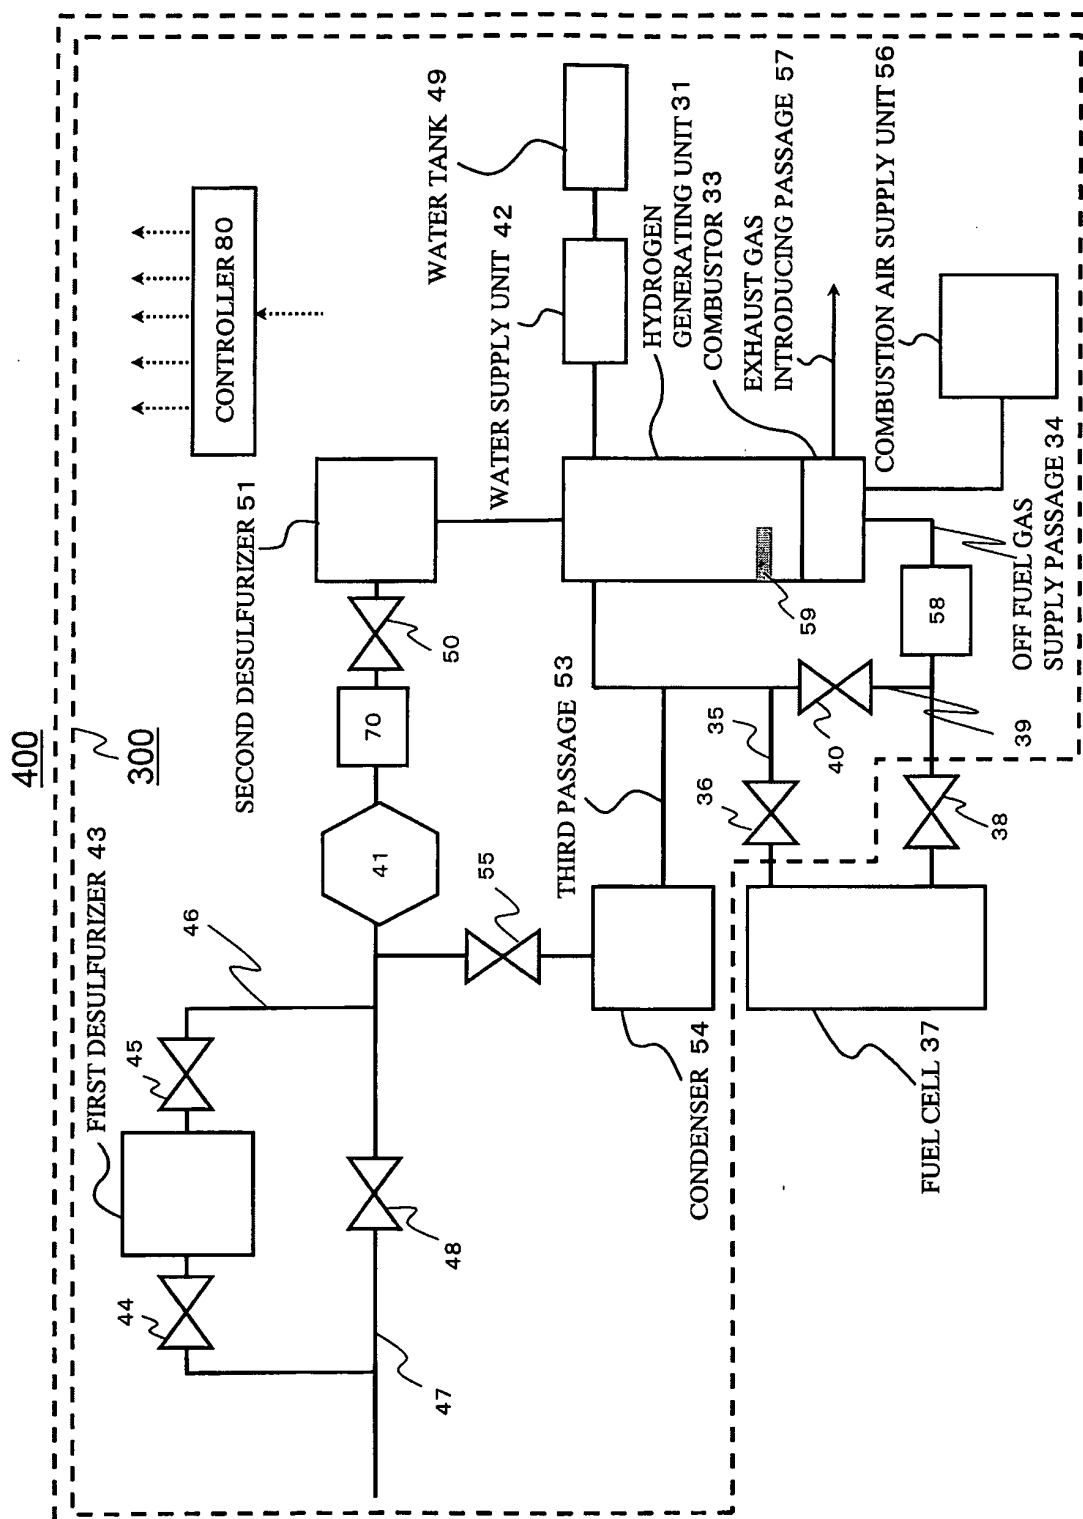 400
300
FIRST DESULFURIZER 43
44
45
46
47
48
41
70
50
SECOND DESULFURIZER 51
CONTROLLER 80
WATER TANK 49
WATER SUPPLY UNIT 42
HYDROGEN
GENERATING UNIT 31
COMBUSTOR 33
EXHAUST GAS
INTRODUCING PASSAGE 57
COMBUSTION AIR SUPPLY UNIT 56
OFF FUEL GAS
SUPPLY PASSAGE 34
59
58
THIRD PASSAGE 53
55
CONDENSER 54
35
36
40
39
38
FUEL CELL 37